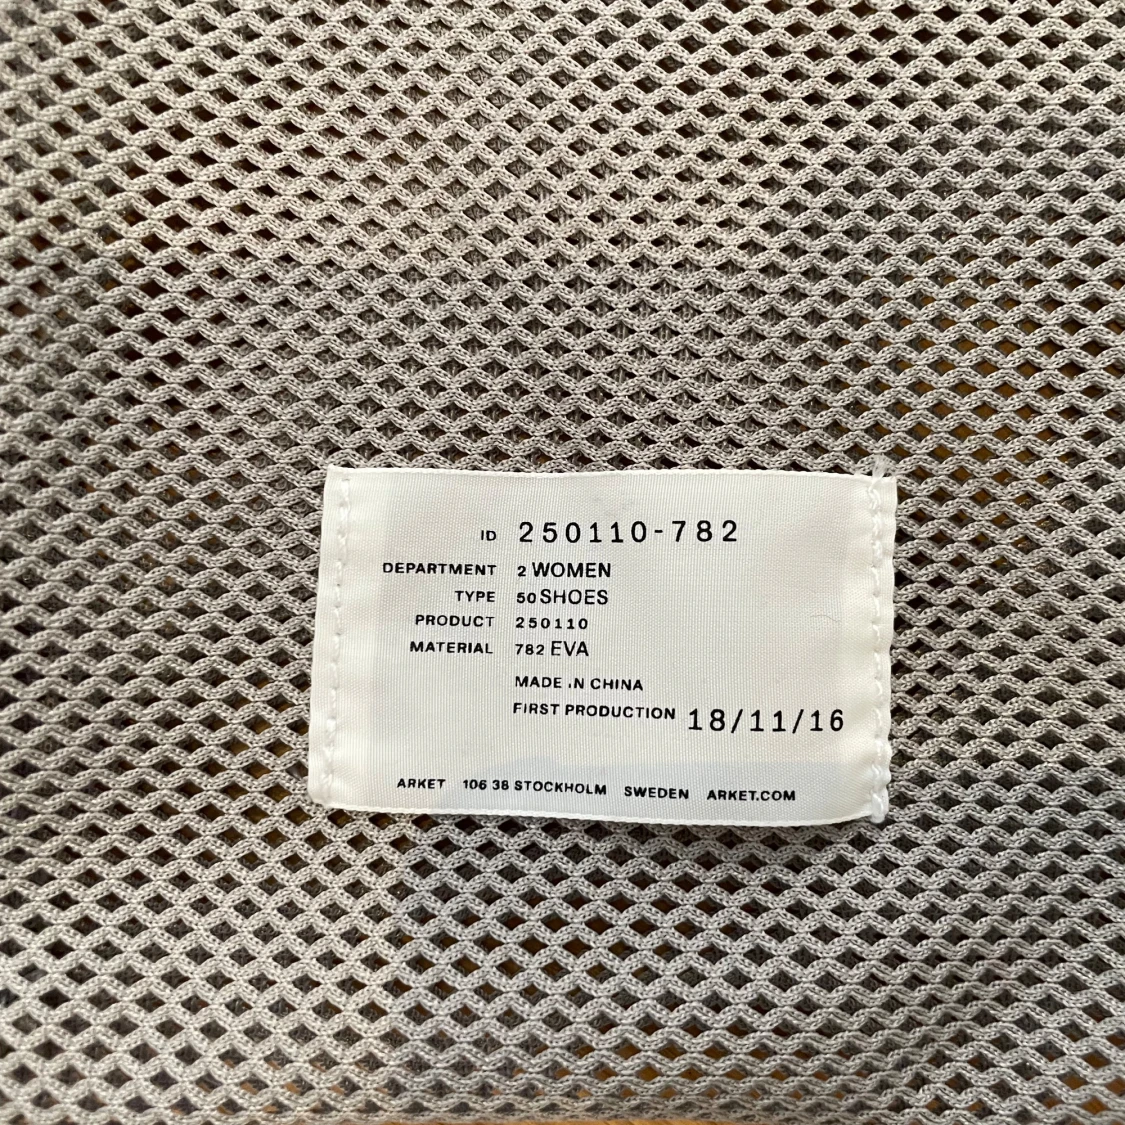 ID 250110-782
DEPARTMENT 2 WOMEN
TYPE 50 SHOES
PRODUCT 250110
MATERIAL 782 EVA
MADE IN CHINA
FIRST PRODUCTION 18/11/16
ARKET 106 38 STOCKHOLM SWEDEN ARKET.COM